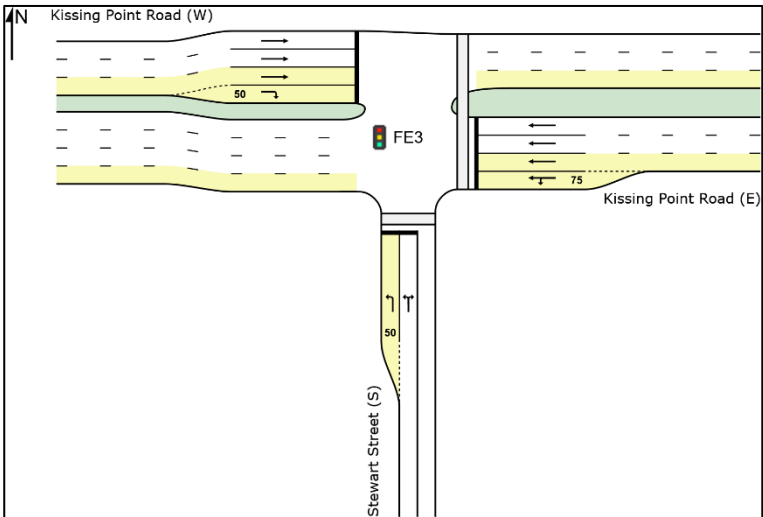 N
Kissing Point Road (W)
50
FE3
75
Kissing Point Road (E)
50
Stewart Street (S)